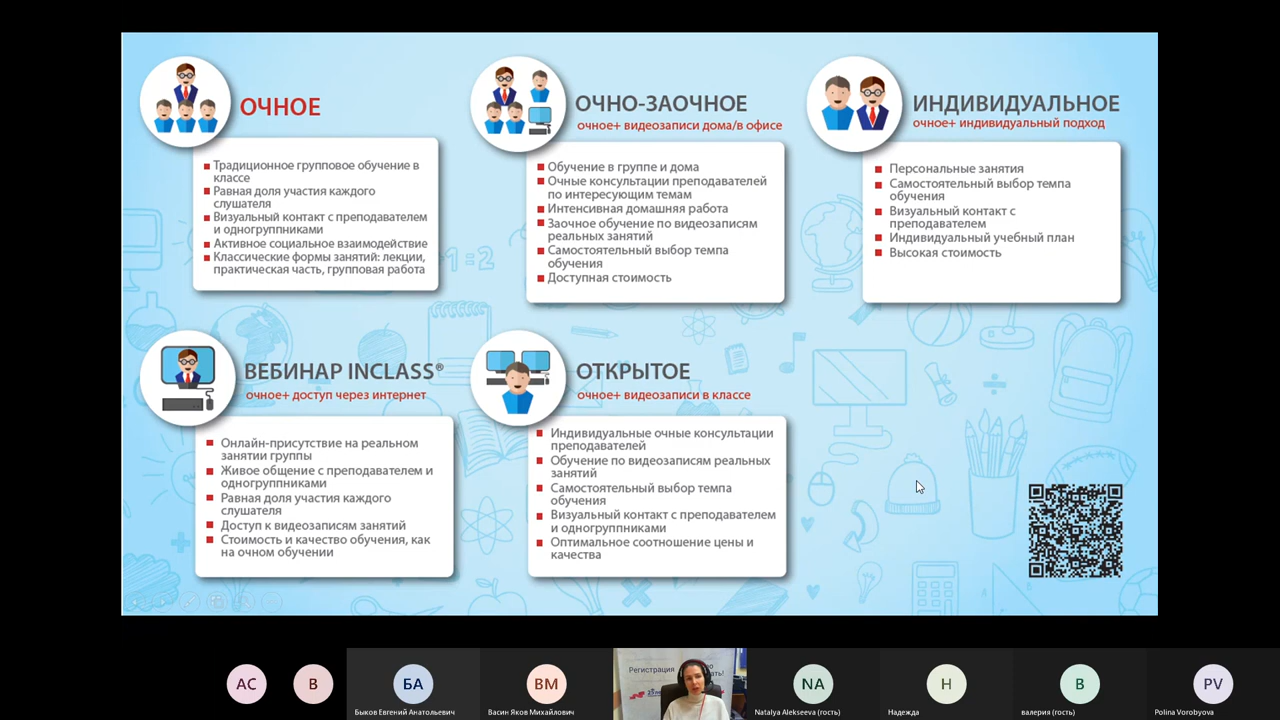 ОЧНОЕ
Традиционное групповое обучение в
классе
Равная доля участия каждого
слушателя
Визуальный контакт с преподавателем
и одногруппниками
Активное социальное взаимодействие
Классические формы занятий: лекции,
практическая часть, групповая работа
ОЧНО-ЗАОЧНОЕ
очное+ видеозаписи дома/в офисе
Обучение в группе и дома
Очные консультации преподавателей
по интересующим темам
Интенсивная домашняя работа
Заочное обучение по видеозаписям
реальных занятий
Самостоятельный выбор темпа
обучения
Доступная стоимость
ИНДИВИДУАЛЬНОЕ
очное+ индивидуальный подход
Персональные занятия
Самостоятельный выбор темпа
обучения
Визуальный контакт с
преподавателем
Индивидуальный учебный план
Высокая стоимость
ВЕБИНАР INCLASS®
очное+ доступ через интернет
Онлайн-присутствие на реальном
занятии группы
Живое общение с преподавателем и
одногруппниками
Равная доля участия каждого
слушателя
Доступ к видеозаписям занятий
Стоимость и качество обучения, как
на очном обучении
ОТКРЫТОЕ
очное+ видеозаписи в классе
Индивидуальные очные консультации
преподавателей
Обучение по видеозаписям реальных
занятий
Самостоятельный выбор темпа
обучения
Визуальный контакт с преподавателем
и одногруппниками
Оптимальное соотношение цены и
качества
AC
В
БА
Быков Евгений Анатольевич
ВМ
Васин Яков Михайлович
Регистрация
NA
Natalya Alekseeva (гость)
Н
Надежда
В
валерия (гость)
PV
Polina Vorobyova